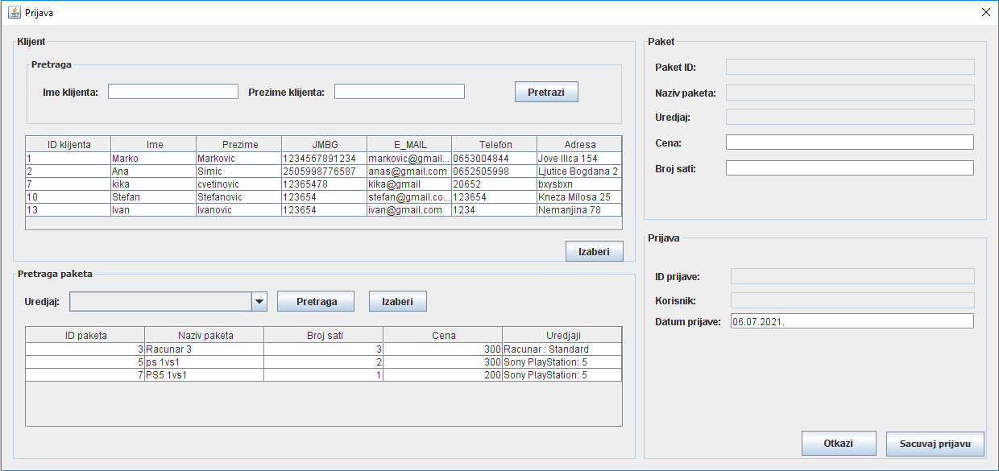 Prijava
Klijent
Pretraga
Ime klijenta:
Prezime klijenta:
Pretrazi
ID klijenta Ime Prezime JMBG E_MAIL Telefon Adresa
1 Marko Markovic 1234567891234 markovic@gmail... 0653004844 Jove Ilica 154
2 Ana Simic 2505998776587 anas@gmail.com 0652505998 Ljutice Bogdana 2
7 kika cvetinovic 12365478 kika@gmail 20652 bxysbxn
10 Stefan Stefanovic 123654 stefan@gmail.co... 123654 Kneza Milosa 25
13 Ivan Ivanovic 123654 ivan@gmail.com 1234 Nemanjina 78
Izaberi
Pretraga paketa
Uredjaj:
Pretraga
Izaberi
ID paketa Naziv paketa Broj sati Cena Uredjaji
3 Racunar 3 3 300 Racunar : Standard
5 ps 1vs1 2 300 Sony PlayStation: 5
7 PS5 1vs1 1 200 Sony PlayStation: 5
Paket
Paket ID:
Naziv paketa:
Uredjaj:
Cena:
Broj sati:
Prijava
ID prijave:
Korisnik:
Datum prijave: 06.07.2021.
Otkazi
Sacuvaj prijavu